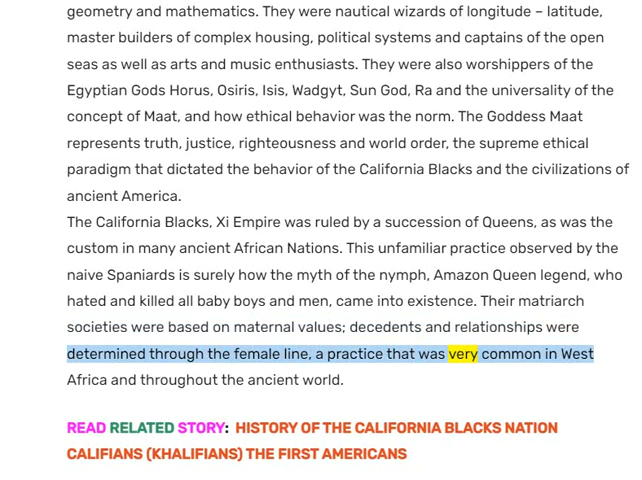 geometry and mathematics. They were nautical wizards of longitude – latitude,
master builders of complex housing, political systems and captains of the open
seas as well as arts and music enthusiasts. They were also worshippers of the
Egyptian Gods Horus, Osiris, Isis, Wadgyt, Sun God, Ra and the universality of the
concept of Maat, and how ethical behavior was the norm. The Goddess Maat
represents truth, justice, righteousness and world order, the supreme ethical
paradigm that dictated the behavior of the California Blacks and the civilizations of
ancient America.
The California Blacks, Xi Empire was ruled by a succession of Queens, as was the
custom in many ancient African Nations. This unfamiliar practice observed by the
naive Spaniards is surely how the myth of the nymph, Amazon Queen legend, who
hated and killed all baby boys and men, came into existence. Their matriarch
societies were based on maternal values; decedents and relationships were
determined through the female line, a practice that was very common in West
Africa and throughout the ancient world.
READ RELATED STORY: HISTORY OF THE CALIFORNIA BLACKS NATION
CALIFIANS (KHALIFIANS) THE FIRST AMERICANS